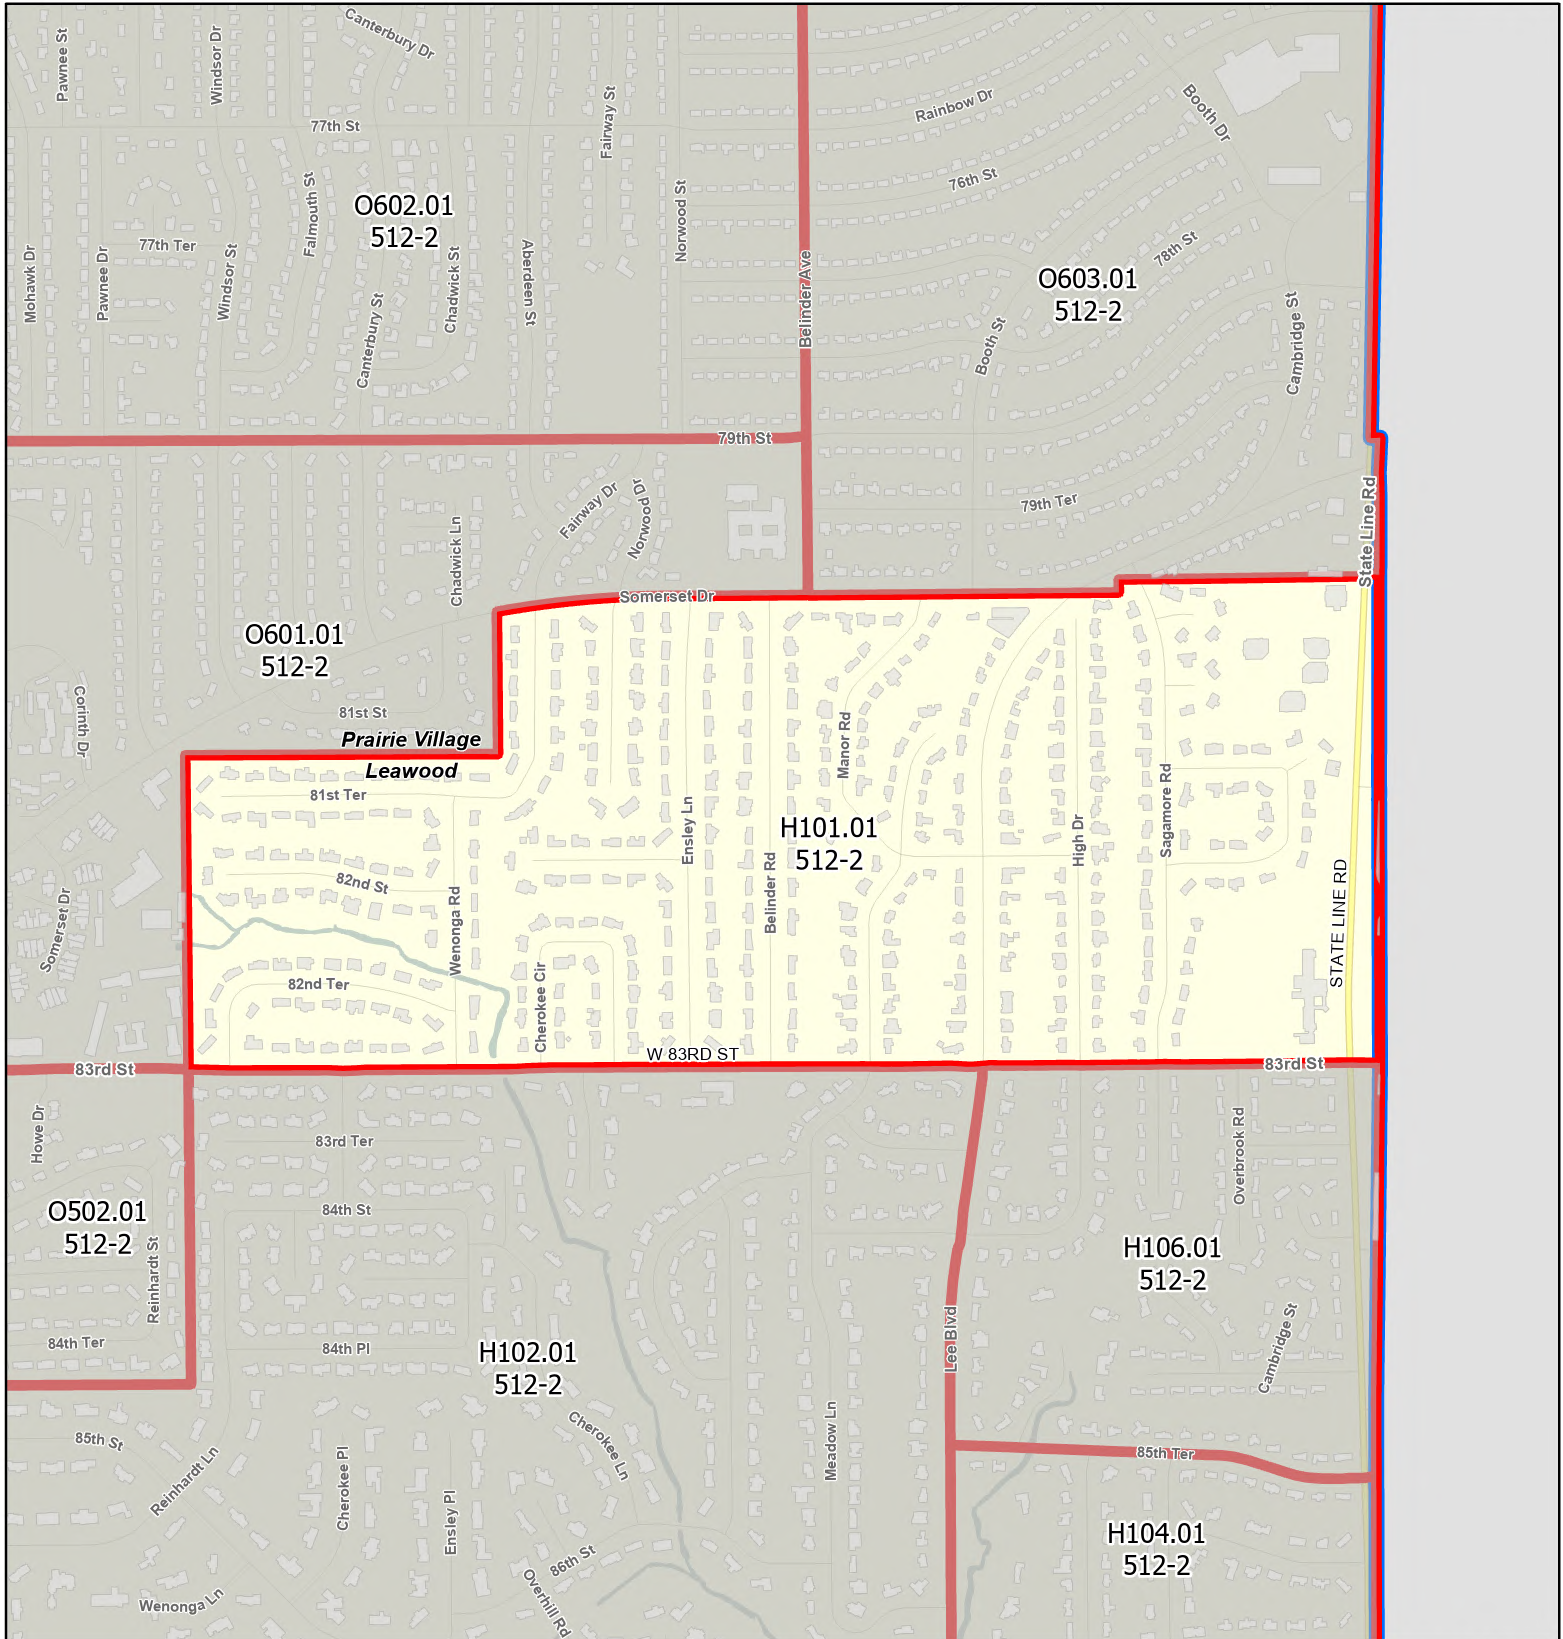 Canterbury Dr
Pawnee St
Windsor Dr
Fairway St
Rainbow Dr
Booth Dr
77th St
76th St
O602.01
512-2
Falmouth St
Norwood St
77th Ter
78th St
Mohawk Dr
Pawnee Dr
Windsor St
Chadwick St
Aberdeen St
Belinder Ave
O603.01
512-2
Canterbury St
Booth St
Cambridge St
79th St
Fairway Dr
Norwood Dr
79th Ter
State Line Rd
Chadwick Ln
Somerset Dr
O601.01
512-2
Corinth Dr
81st St
Prairie Village
Leawood
81st Ter
Manor Rd
Ensley Ln
H101.01
512-2
High Dr
Sagamore Rd
82nd St
Belinder Rd
Somerset Dr
Wenonga Rd
STATE LINE RD
82nd Ter
Cherokee Cir
W 83RD ST
83rd St
83rd St
Howe Dr
83rd Ter
Overbrook Rd
O502.01
512-2
84th St
Reinhardt St
H106.01
512-2
84th Ter
84th Pl
H102.01
512-2
Lee Blvd
Cambridge St
85th St
Reinhardt Ln
Cherokee Pl
Cherokee Ln
Meadow Ln
85th Ter
Ensley Pl
H104.01
512-2
86th St
Wenonga Ln
Overhill Rd